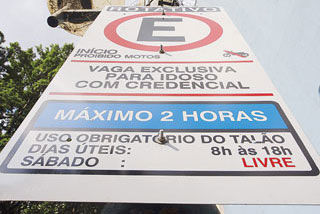 ROTATIVO
E
INÍCIO
PROIBIDO MOTOS
VAGA EXCLUSIVA
PARA IDOSO
COM CREDENCIAL
MÁXIMO 2 HORAS
USO OBRIGATÓRIO DO TALÃO
DIAS ÚTEIS: 8h às 18h
SÁBADO : LIVRE